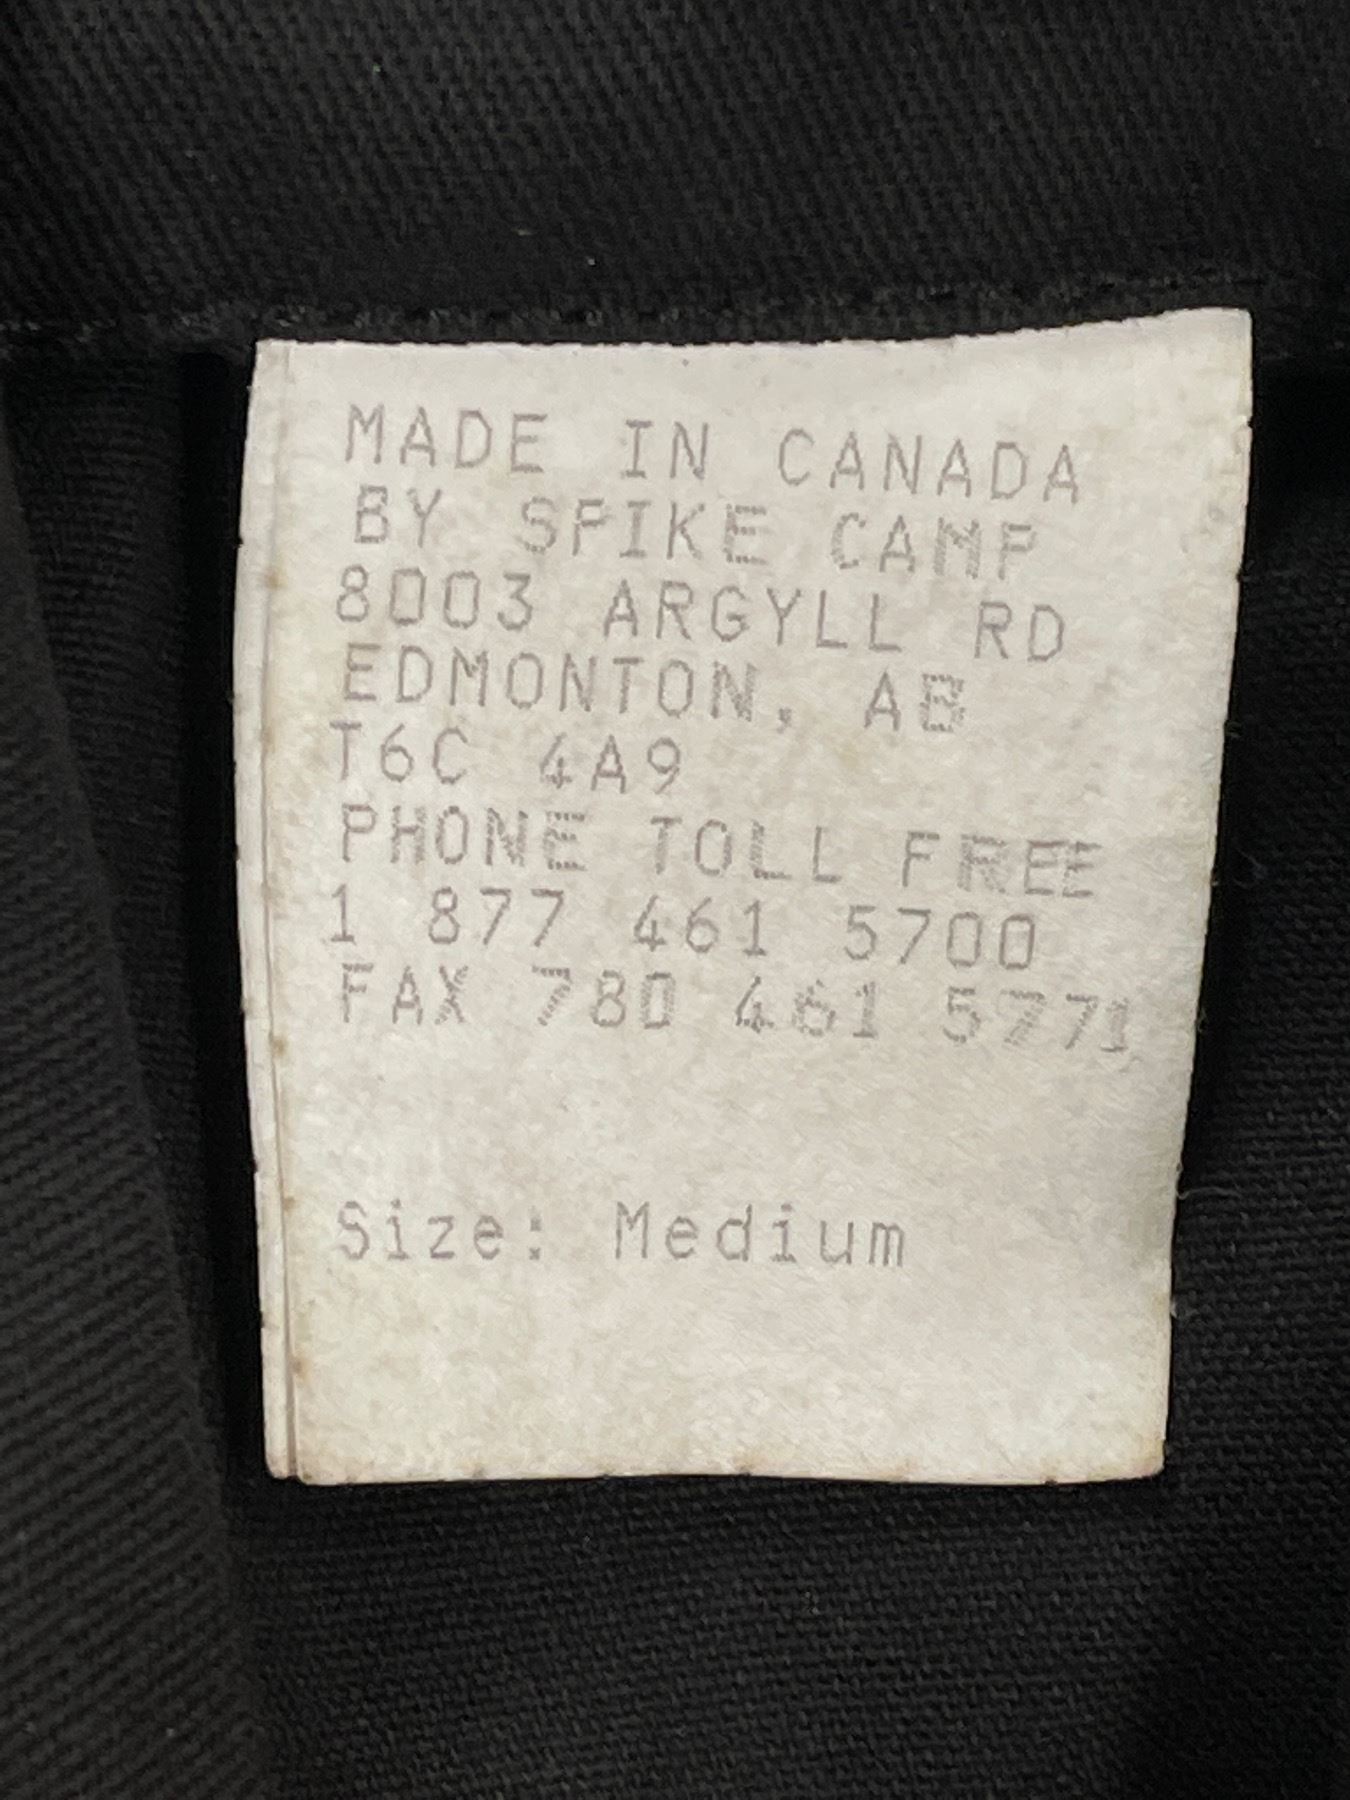 MADE IN CANADA
BY SPIKE CAMP
8003 ARGYLL RD
EDMONTON, AB
T6C 4A9
PHONE TOLL FREE
1 877 461 5700
FAX 780 461 5771
Size: Medium